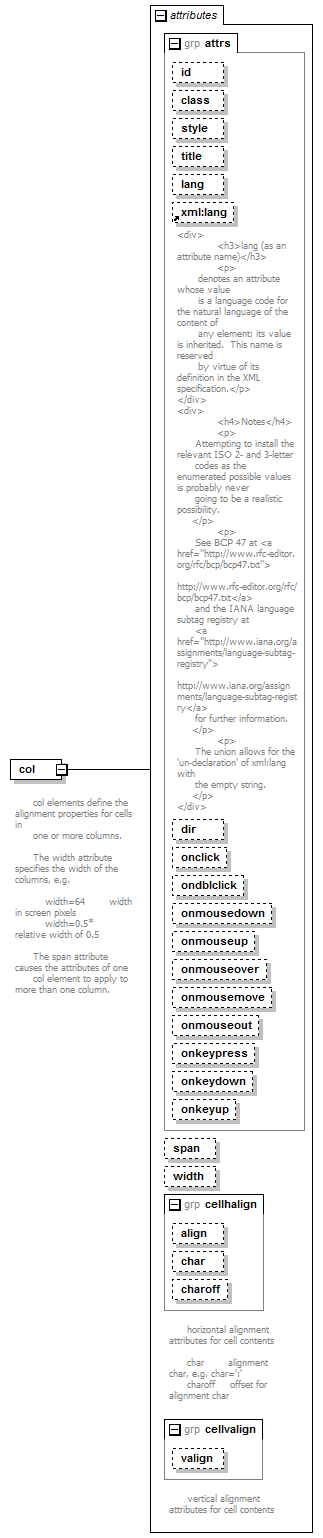 attributes
grp attrs
id
class
style
title
lang
xml:lang
<div>
<h3>lang (as an
attribute name)</h3>
<p>
denotes an attribute
whose value
is a language code for
the natural language of the
content of
any element; its value
is inherited.  This name is
reserved
by virtue of its
definition in the XML
specification.</p>
</div>
<div>
<h4>Notes</h4>
<p>
Attempting to install the
relevant ISO 2- and 3-letter
codes as the
enumerated possible values
is probably never
going to be a realistic
possibility.
</p>
<p>
See BCP 47 at <a
href="http://www.rfc-editor.
org/rfc/bcp/bcp47.txt">
http://www.rfc-editor.org/rfc/
bcp/bcp47.txt</a>
and the IANA language
subtag registry at
<a
href="http://www.iana.org/a
ssignments/language-subtag-
registry">
http://www.iana.org/assign
ments/language-subtag-regist
ry</a>
for further information.
</p>
<p>
The union allows for the
'un-declaration' of xml:lang
with
the empty string.
</p>
</div>
col
col elements define the
alignment properties for cells
in
one or more columns.
The width attribute
specifies the width of the
columns, e.g.
width=64 width
in screen pixels
width=0.5*
relative width of 0.5
The span attribute
causes the attributes of one
col element to apply to
more than one column.
dir
onclick
ondblclick
onmousedown
onmouseup
onmouseover
onmousemove
onmouseout
onkeypress
onkeydown
onkeyup
span
width
grp cellhalign
align
char
charoff
horizontal alignment
attributes for cell contents
char alignment
char, e.g. char=':'
charoff offset for
alignment char
grp cellvalign
valign
vertical alignment
attributes for cell contents